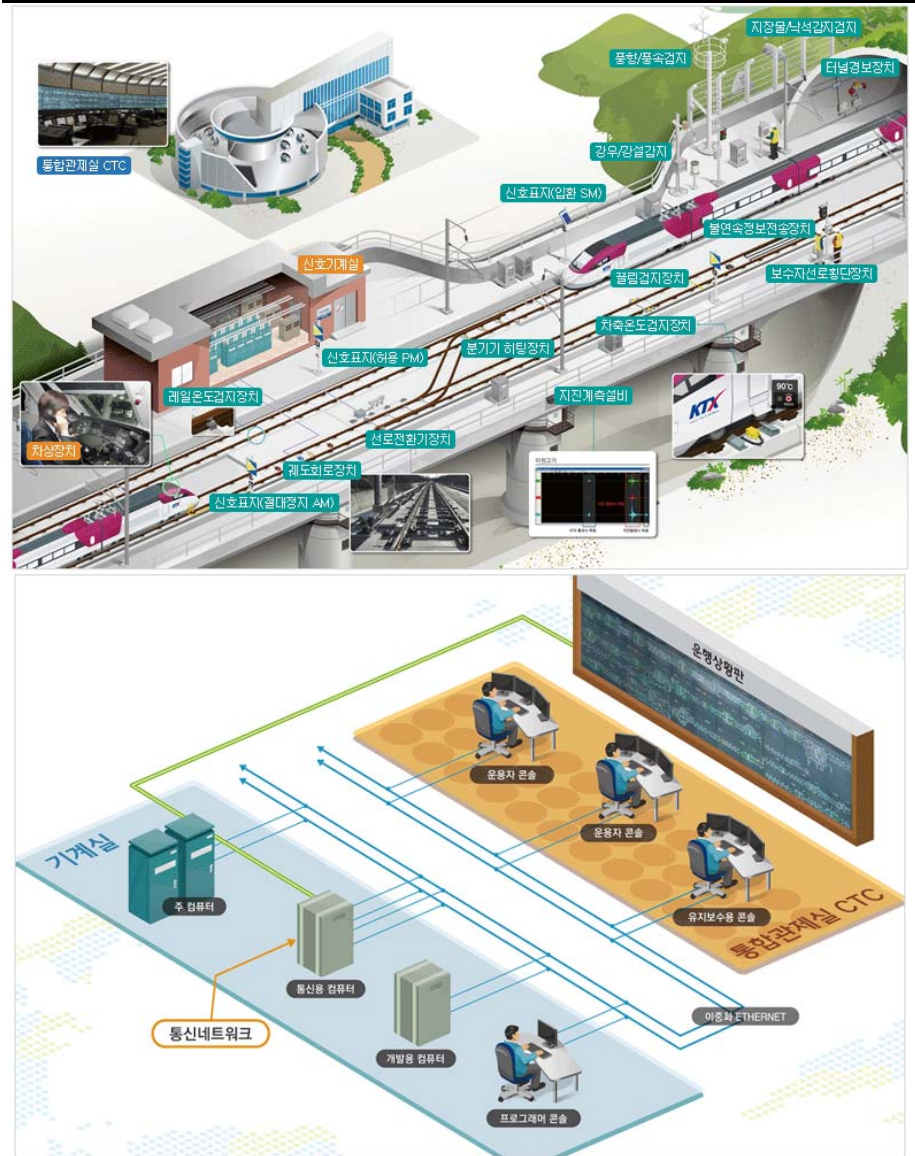 지장물/낙석감지검지
풍향/풍속검지
터널경보장치
통합관제실 CTC
강우/강설감지
신호표지(입환 SM)
불연속정보전송장치
신호기계실
끌림검지장치
보수자선로횡단장치
차축온도검지장치
신호표지(허용 PM)
분기기 히팅장치
레일온도검지장치
지진계측설비
KTX
90℃
차상장치
선로전환기장치
궤도회로장치
신호표지(절대정지 AM)
운행상황판
운용자 콘솔
운용자 콘솔
기계실
주 컴퓨터
유지보수용 콘솔
통합관제실 CTC
통신용 컴퓨터
이중화 ETHERNET
통신네트워크
개발용 컴퓨터
프로그래머 콘솔